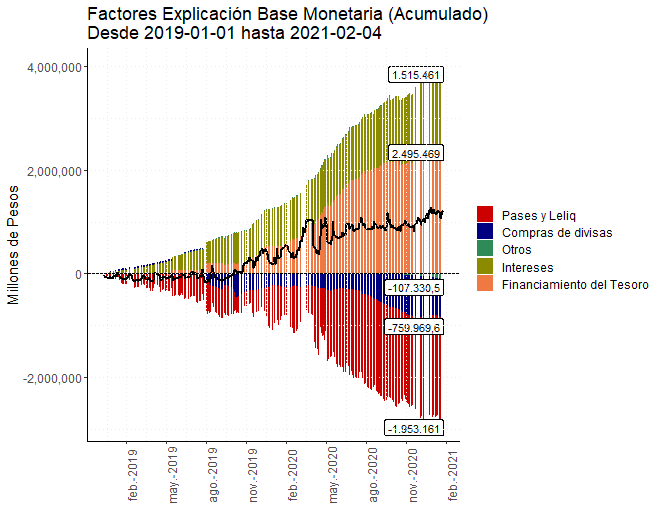 Factores Explicación Base Monetaria (Acumulado)
Desde 2019-01-01 hasta 2021-02-04
Millones de Pesos
4,000,000
2,000,000
0
-2,000,000
1.515.461
2.495.469
-107.330,5
-759.969,6
-1.953.161
feb.-2019
may.-2019
ago.-2019
nov.-2019
feb.-2020
may.-2020
ago.-2020
nov.-2020
feb.-2021
Pases y Leliq
Compras de divisas
Otros
Intereses
Financiamiento del Tesoro